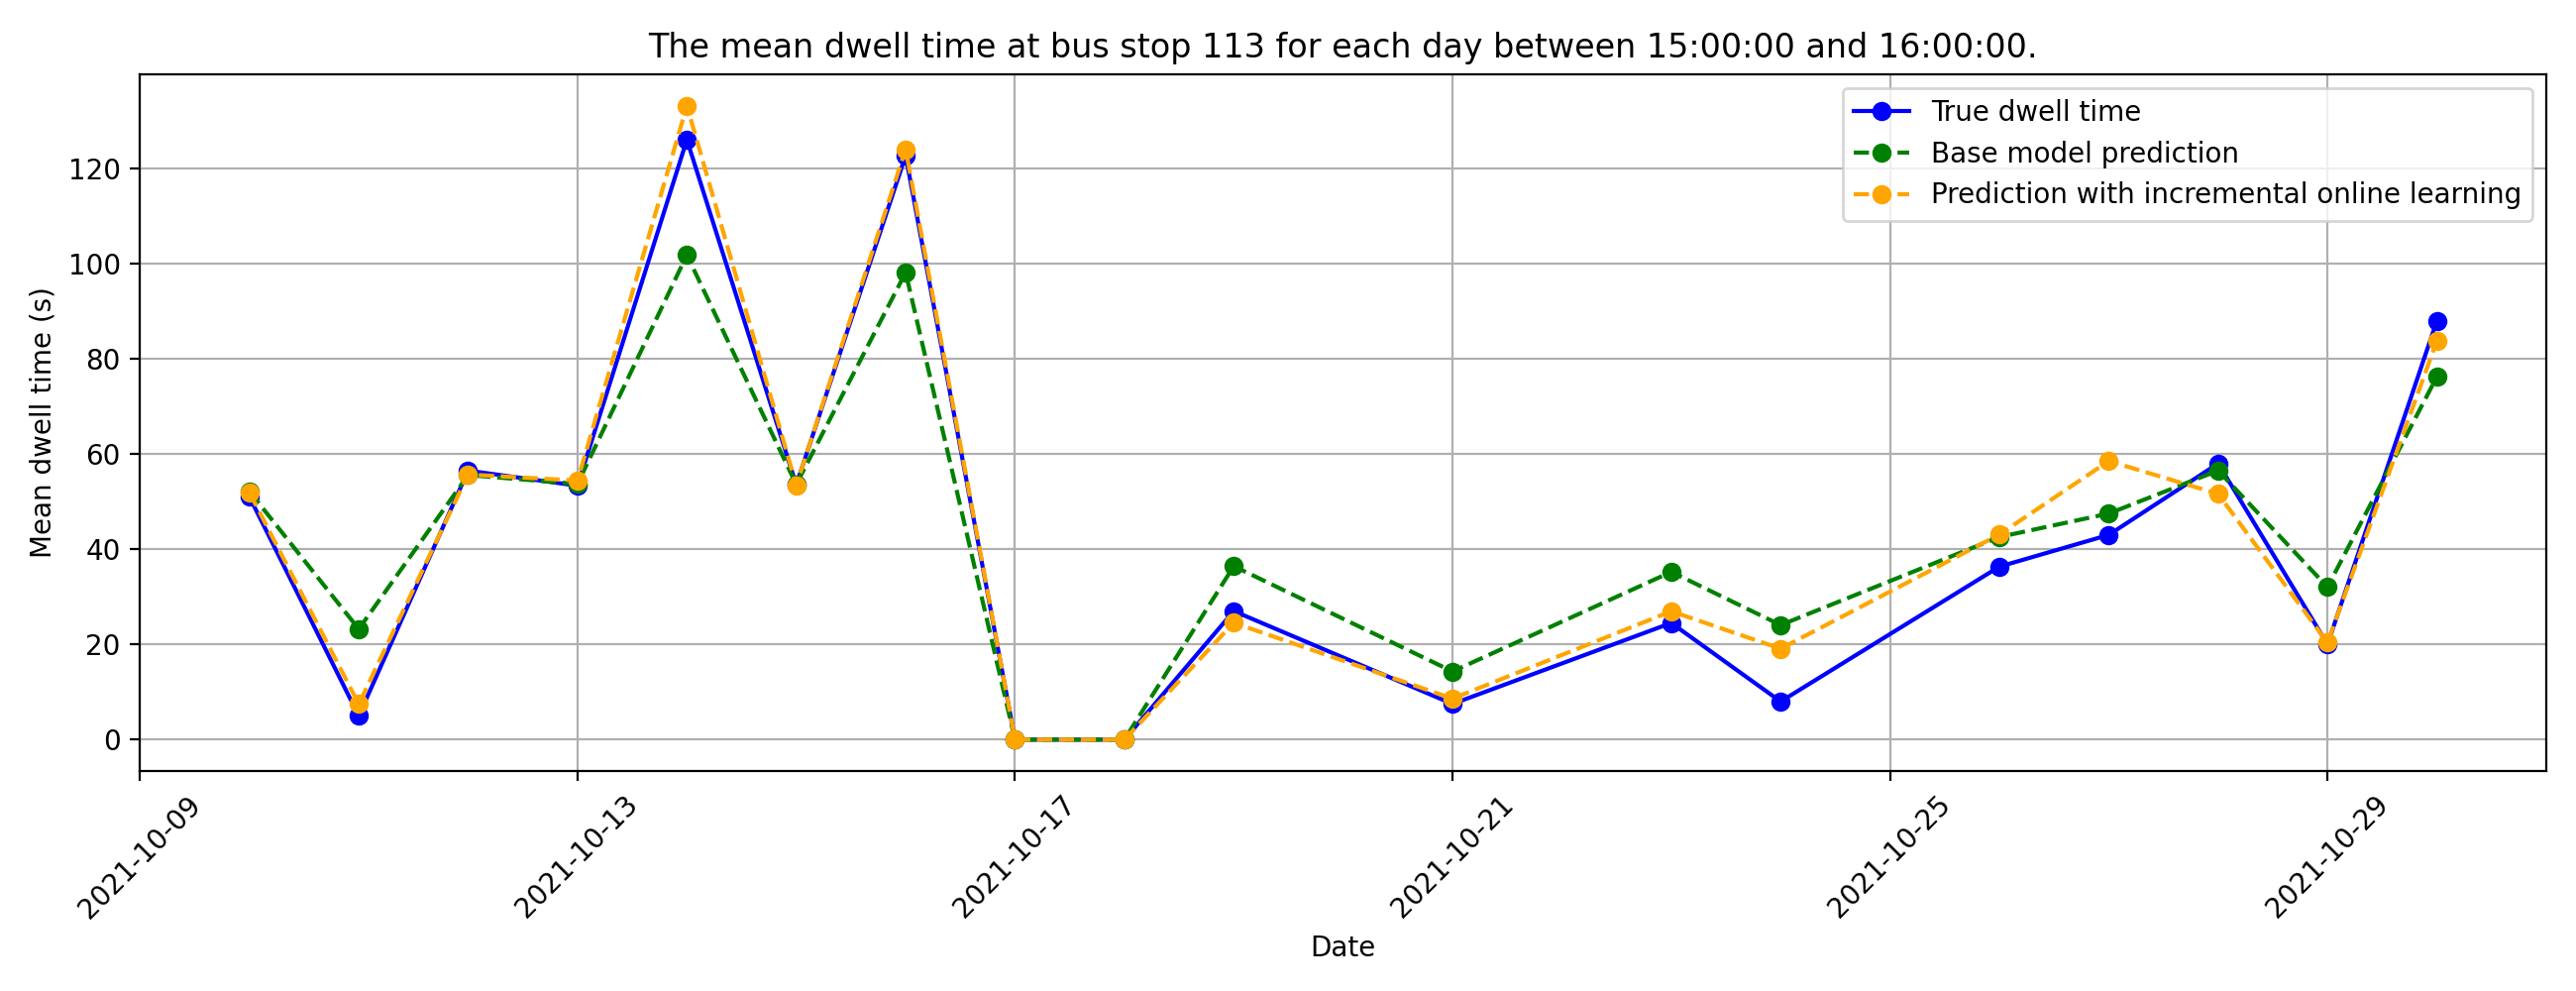 The mean dwell time at bus stop 113 for each day between 15:00:00 and 16:00:00.
True dwell time
Base model prediction
Prediction with incremental online learning
Mean dwell time (s)
120
100
80
60
40
20
0
2021-10-09
2021-10-13
2021-10-17
2021-10-21
2021-10-25
2021-10-29
Date